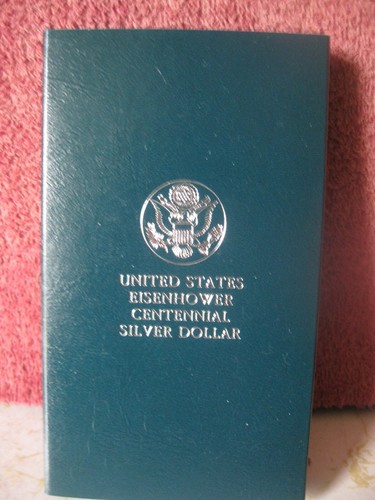 UNITED STATES
EISENHOWER
CENTENNIAL
SILVER DOLLAR